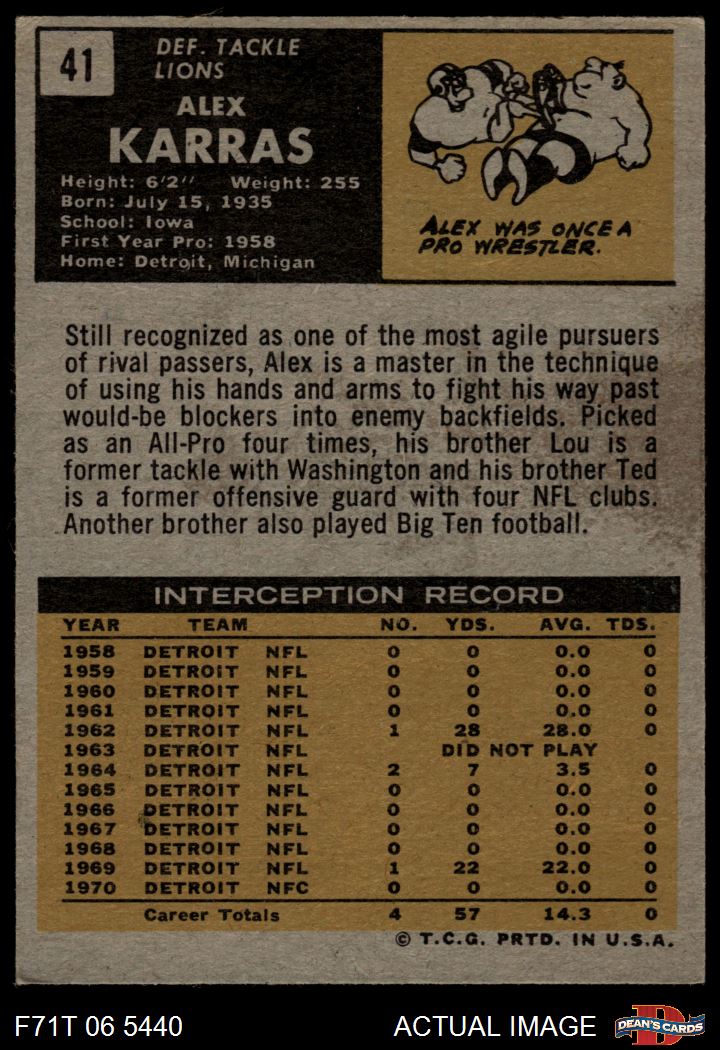 41
DEF. TACKLE
LIONS
ALEX
KARRAS
Height: 6'2" Weight: 255
Born: July 15, 1935
School: Iowa
First Year Pro: 1958
Home: Detroit, Michigan
ALEX WAS ONCE A
PRO WRESTLER.
Still recognized as one of the most agile pursuers
of rival passers, Alex is a master in the technique
of using his hands and arms to fight his way past
would-be blockers into enemy backfields. Picked
as an All-Pro four times, his brother Lou is a
former tackle with Washington and his brother Ted
is a former offensive guard with four NFL clubs.
Another brother also played Big Ten football.
INTERCEPTION RECORD
YEAR TEAM NO. YDS. AVG. TDS.
1958 DETROIT NFL 0 0 0.0 0
1959 DETROIT NFL 0 0 0.0 0
1960 DETROIT NFL 0 0 0.0 0
1961 DETROIT NFL 0 0 0.0 0
1962 DETROIT NFL 1 28 28.0 0
1963 DETROIT NFL DID NOT PLAY
1964 DETROIT NFL 2 7 3.5 0
1965 DETROIT NFL 0 0 0.0 0
1966 DETROIT NFL 0 0 0.0 0
1967 DETROIT NFL 0 0 0.0 0
1968 DETROIT NFL 0 0 0.0 0
1969 DETROIT NFL 1 22 22.0 0
1970 DETROIT NFC 0 0 0.0 0
Career Totals 4 57 14.3 0
© T.C.G. PRTD. IN U.S.A.
F71T 06 5440 ACTUAL IMAGE D DEAN'S CARDS